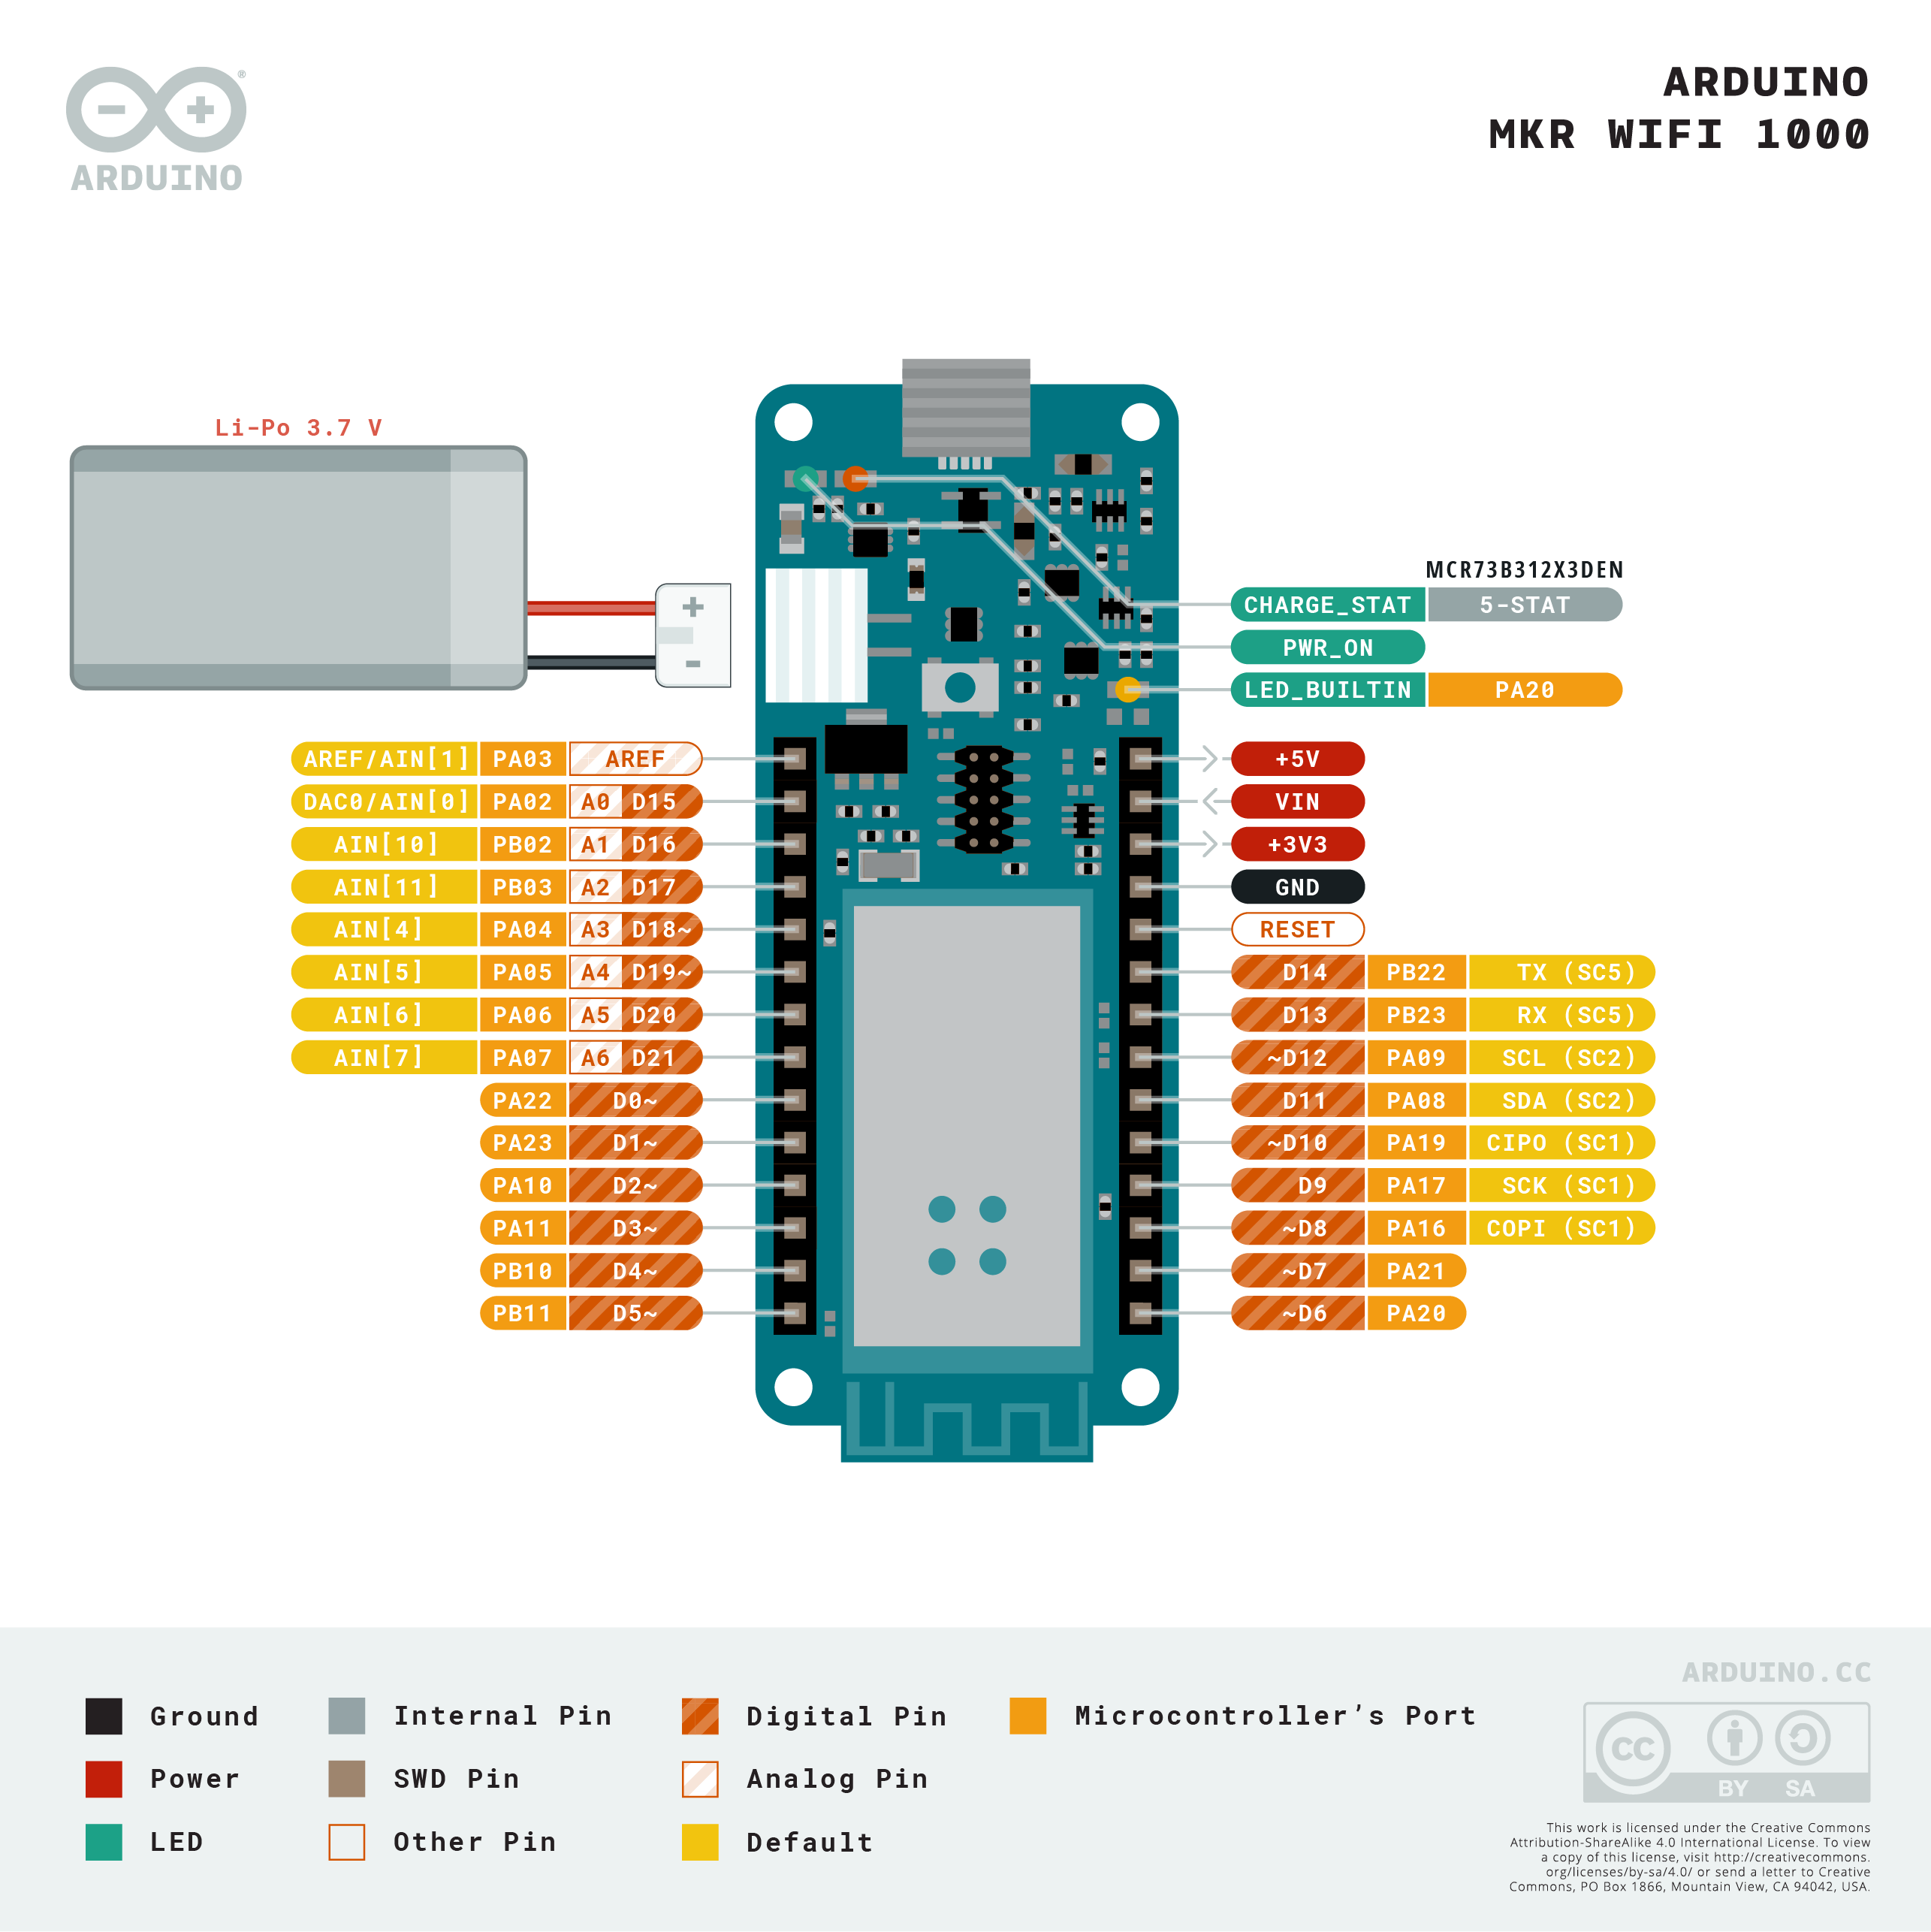 ARDUINO
ARDUINO
MKR WIFI 1000
Li-Po 3.7 V
+
-
MCR73B312X3DEN
CHARGE_STAT 5-STAT
PWR_ON
LED_BUILTIN PA20
AREF/AIN[1] PA03 AREF
DAC0/AIN[0] PA02 A0 D15
AIN[10] PB02 A1 D16
AIN[11] PB03 A2 D17
AIN[4] PA04 A3 D18~
AIN[5] PA05 A4 D19~
AIN[6] PA06 A5 D20
AIN[7] PA07 A6 D21
PA22 D0~
PA23 D1~
PA10 D2~
PA11 D3~
PB10 D4~
PB11 D5~
+5V
VIN
+3V3
GND
RESET
D14 PB22 TX (SC5)
D13 PB23 RX (SC5)
~D12 PA09 SCL (SC2)
D11 PA08 SDA (SC2)
~D10 PA19 CIPO (SC1)
D9 PA17 SCK (SC1)
~D8 PA16 COPI (SC1)
~D7 PA21
~D6 PA20
Ground
Power
LED
Internal Pin
SWD Pin
Other Pin
Digital Pin
Analog Pin
Default
Microcontroller's Port
ARDUINO.CC
CC
BY SA
This work is licensed under the Creative Commons
Attribution-ShareAlike 4.0 International License. To view
a copy of this license, visit http://creativecommons.
org/licenses/by-sa/4.0/ or send a letter to Creative
Commons, PO Box 1866, Mountain View, CA 94042, USA.